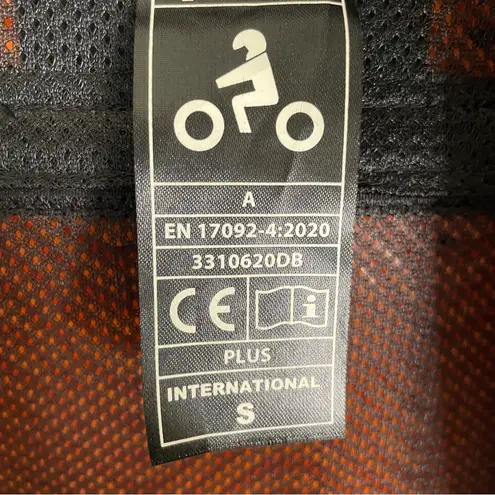 A
EN 17092-4:2020
3310620DB
CE i
PLUS
INTERNATIONAL
S